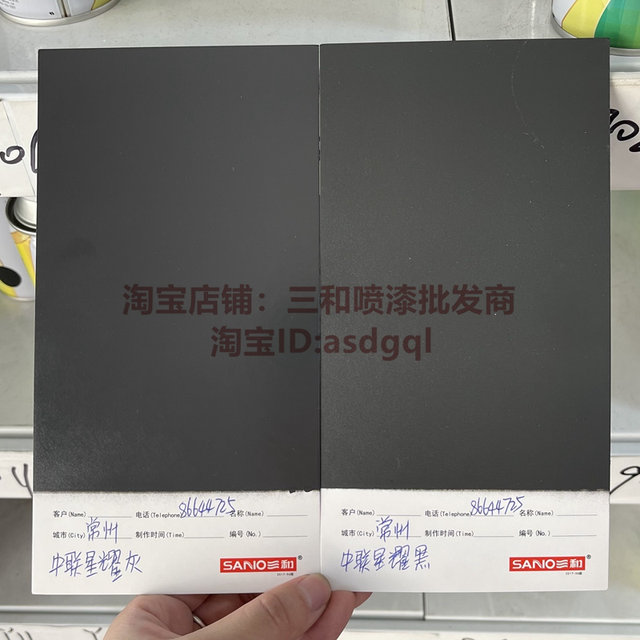 淘宝店铺：三和喷漆批发商
淘宝ID:asdgql
客户(Name) 电话(Telephone) 86644725 名称(Name)
城市(City) 常州 制作时间(Time) 编号(No.)
中联星耀灰
SANO三和
客户(Name) 电话(Telephone) 86644725 名称(Name)
城市(City) 常州 制作时间(Time) 编号(No.)
中联星耀黑
SANO三和